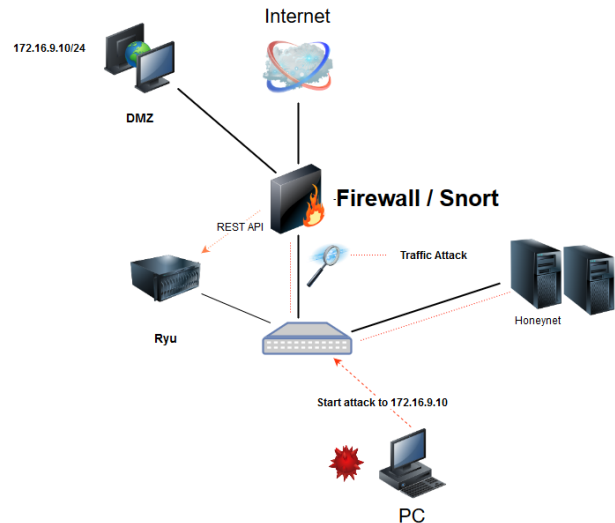 Internet
172.16.9.10/24
DMZ
Firewall / Snort
REST API
Traffic Attack
Honeynet
Ryu
Start attack to 172.16.9.10
PC